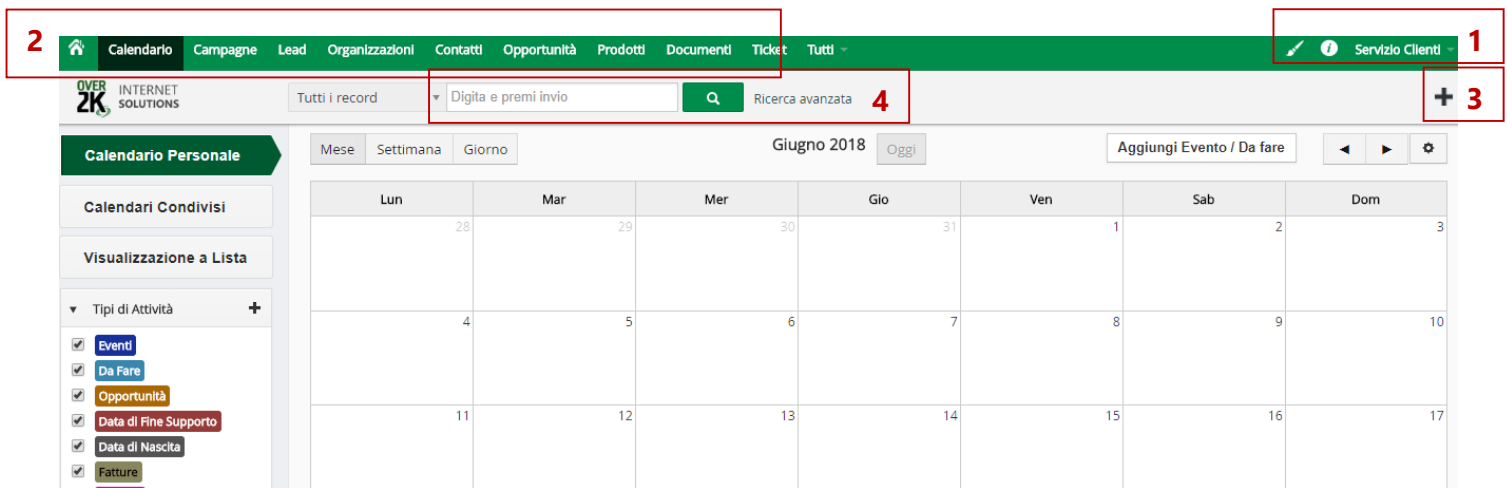 2 Calendario Campagne Lead Organizzazioni Contatti Opportunità Prodotti Documenti Ticket Tutti Servizio Clienti 1
OVER 2K INTERNET SOLUTIONS
Tutti i record Digita e premi invio Ricerca avanzata 4 3
Calendario Personale
Calendari Condivisi
Visualizzazione a Lista
Tipi di Attività
Eventi
Da Fare
Opportunità
Data di Fine Supporto
Data di Nascita
Fatture
Mese Settimana Giorno Giugno 2018 Oggi Aggiungi Evento / Da fare
Lun Mar Mer Gio Ven Sab Dom
28 29 30 31 1 2 3
4 5 6 7 8 9 10
11 12 13 14 15 16 17